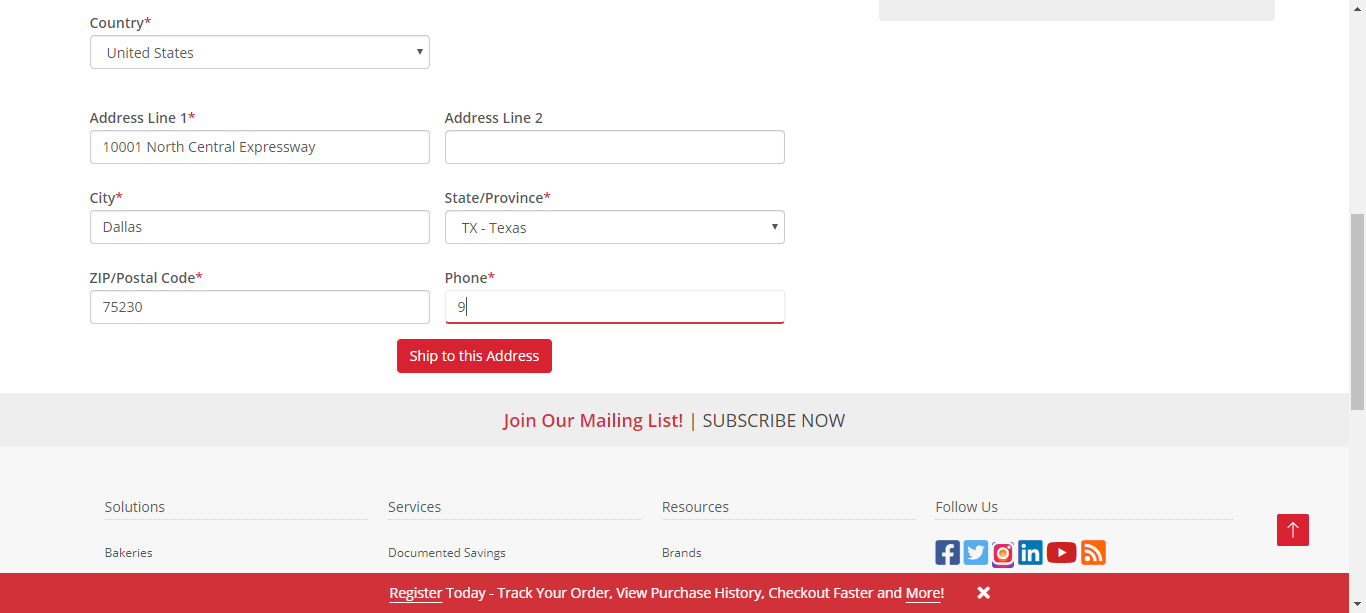 Country*
United States
Address Line 1*
Address Line 2
10001 North Central Expressway
City*
State/Province*
Dallas
TX - Texas
ZIP/Postal Code*
Phone*
75230
9
Ship to this Address
Join Our Mailing List! | SUBSCRIBE NOW
Solutions
Services
Resources
Follow Us
Bakeries
Documented Savings
Brands
Register Today - Track Your Order, View Purchase History, Checkout Faster and More!